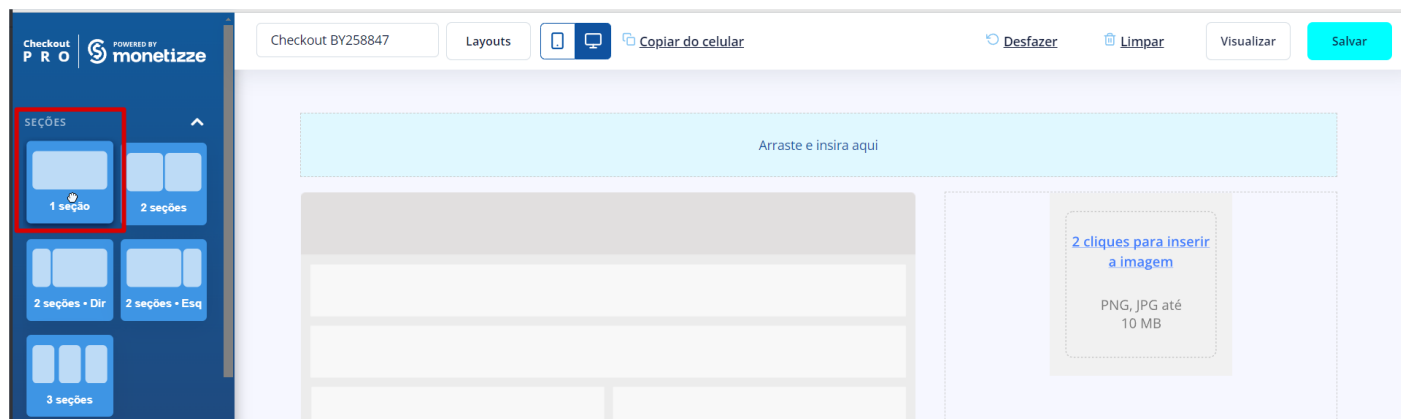 Checkout PRO POWERED BY monetizze
SEÇÕES
1 seção
2 seções
2 seções • Dir
2 seções • Esq
3 seções
Checkout BY258847
Layouts
Copiar do celular
Desfazer
Limpar
Visualizar
Salvar
Arraste e insira aqui
2 cliques para inserir
a imagem
PNG, JPG até
10 MB